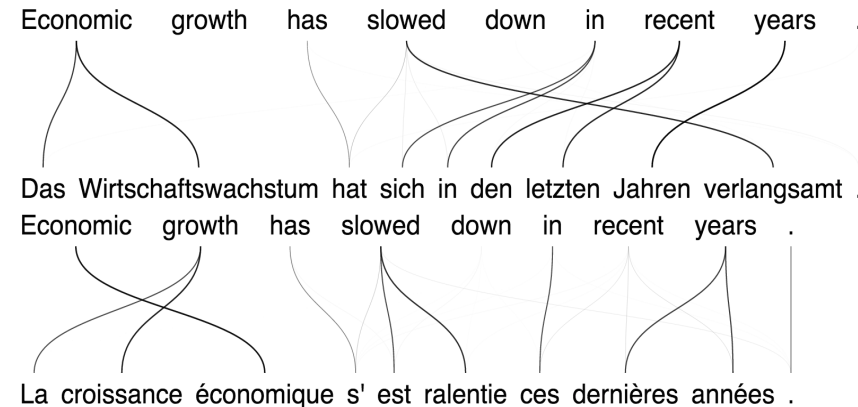 Economic growth has slowed down in recent years .
Das Wirtschaftswachstum hat sich in den letzten Jahren verlangsamt .
Economic growth has slowed down in recent years .
La croissance économique s' est ralentie ces dernières années .